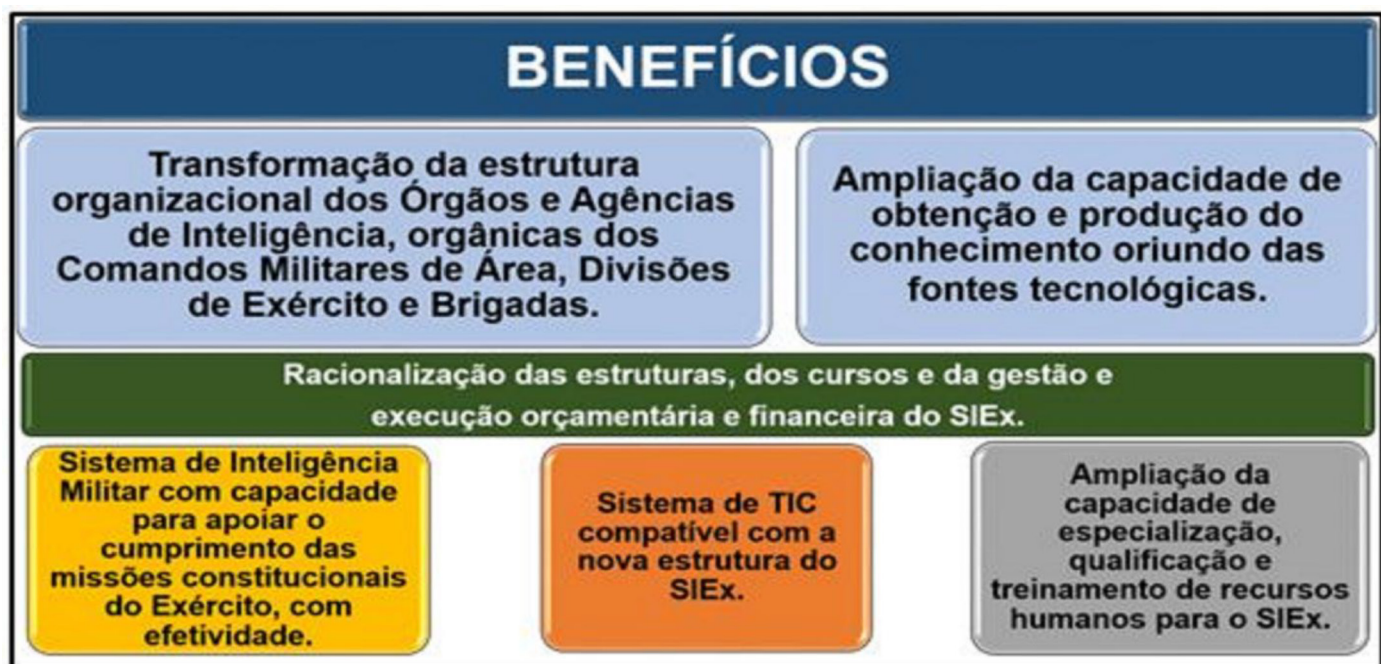 BENEFÍCIOS
Transformação da estrutura
organizacional dos Órgãos e Agências
de Inteligência, orgânicas dos
Comandos Militares de Área, Divisões
de Exército e Brigadas.
Ampliação da capacidade de
obtenção e produção do
conhecimento oriundo das
fontes tecnológicas.
Racionalização das estruturas, dos cursos e da gestão e
execução orçamentária e financeira do SIEx.
Sistema de Inteligência
Militar com capacidade
para apoiar o
cumprimento das
missões constitucionais
do Exército, com
efetividade.
Sistema de TIC
compatível com a
nova estrutura do
SIEx.
Ampliação da
capacidade de
especialização,
qualificação e
treinamento de recursos
humanos para o SIEx.